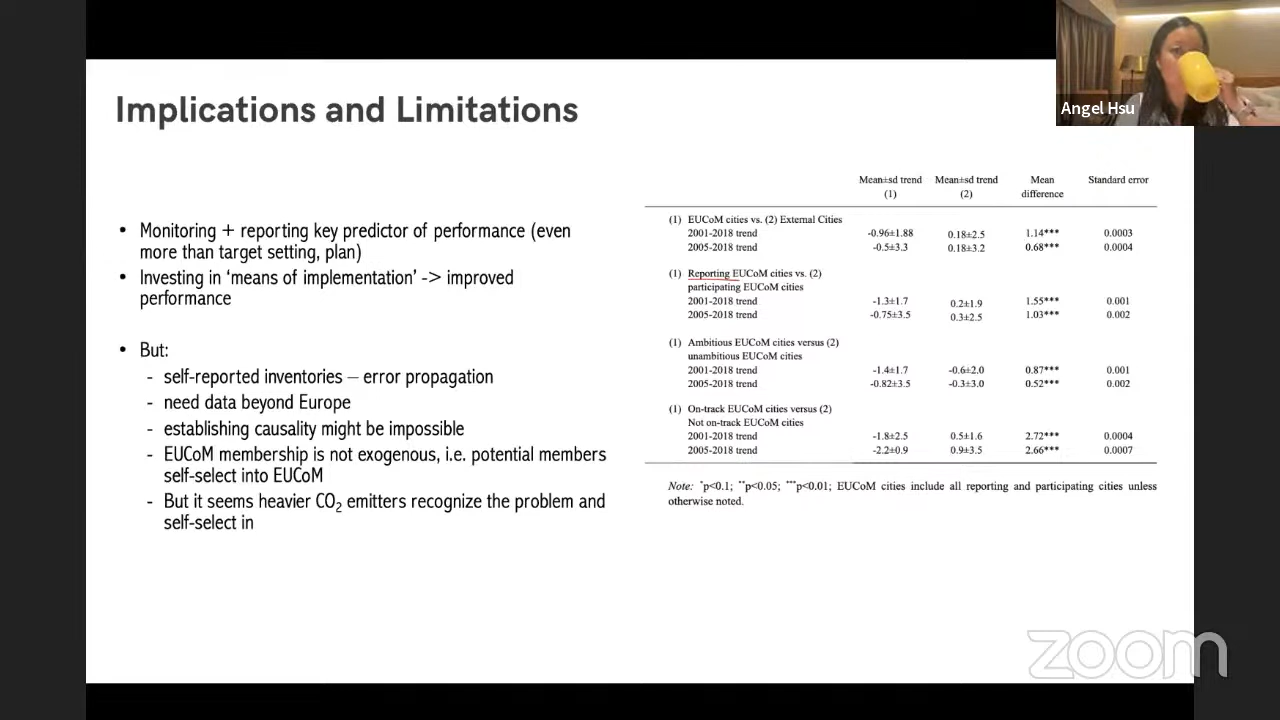 Implications and Limitations
Angel Hsu
• Monitoring + reporting key predictor of performance (even
more than target setting, plan)
• Investing in ‘means of implementation’ -> improved
performance
• But:
- self-reported inventories – error propagation
- need data beyond Europe
- establishing causality might be impossible
- EUCoM membership is not exogenous, i.e. potential members
self-select into EUCoM
- But it seems heavier CO₂ emitters recognize the problem and
self-select in
Mean±sd trend Mean±sd trend Mean Standard error
(1) (2) difference
(1) EUCoM cities vs. (2) External Cities
2001-2018 trend -0.96±1.88 0.18±2.5 1.14*** 0.0003
2005-2018 trend -0.5±3.3 0.18±3.2 0.68*** 0.0004
(1) Reporting EUCoM cities vs. (2)
participating EUCoM cities
2001-2018 trend -1.3±1.7 0.2±1.9 1.55*** 0.001
2005-2018 trend -0.75±3.5 0.3±2.5 1.03*** 0.002
(1) Ambitious EUCoM cities versus (2)
unambitious EUCoM cities
2001-2018 trend -1.4±1.7 -0.6±2.0 0.87*** 0.001
2005-2018 trend -0.82±3.5 -0.3±3.0 0.52*** 0.002
(1) On-track EUCoM cities versus (2)
Not on-track EUCoM cities
2001-2018 trend -1.8±2.5 0.5±1.6 2.72*** 0.0004
2005-2018 trend -2.2±0.9 0.9±3.5 2.66*** 0.0007
Note: *p<0.1; **p<0.05; ***p<0.01; EUCoM cities include all reporting and participating cities unless
otherwise noted.
zoom